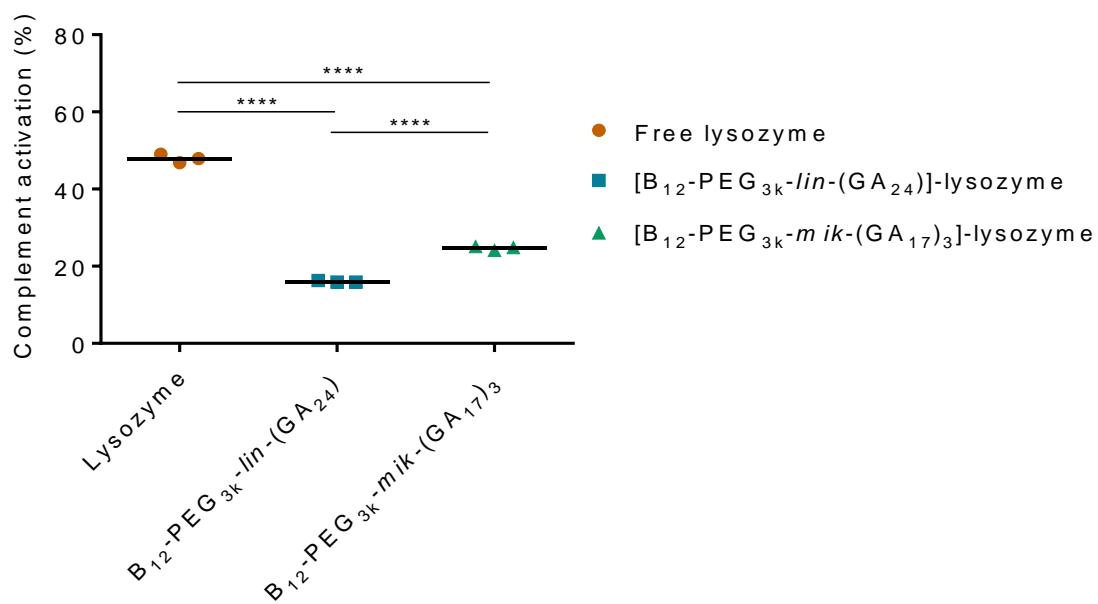 Complement activation (%)
80
60
40
20
0
****
****
****
Free lysozyme
[B₁₂-PEG₃ₖ-lin-(GA₂₄)]-lysozyme
[B₁₂-PEG₃ₖ-mik-(GA₁₇)₃]-lysozyme
Lysozyme
B₁₂-PEG₃ₖ-lin-(GA₂₄)
B₁₂-PEG₃ₖ-mik-(GA₁₇)₃